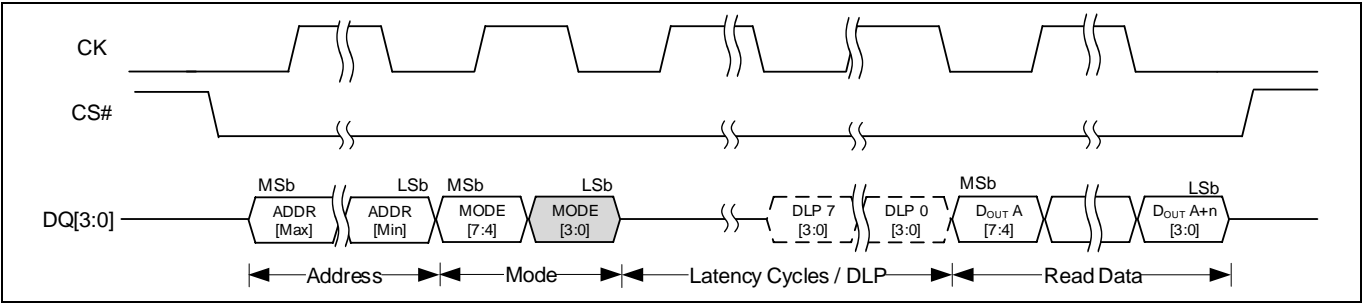 CK
CS#
MSb LSb MSb LSb MSb LSb
DQ[3:0] ADDR [Max] ADDR [Min] MODE [7:4] MODE [3:0] DLP 7 [3:0] DLP 0 [3:0] DOUT A [7:4] DOUT A+n [3:0]
Address Mode Latency Cycles / DLP Read Data